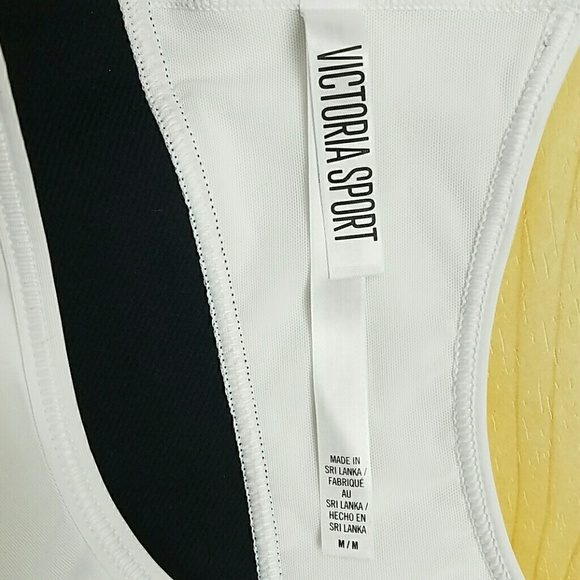 VICTORIA SPORT
MADE IN
SRI LANKA /
FABRIQUÉ
AU
SRI LANKA /
HECHO EN
SRI LANKA
M / M